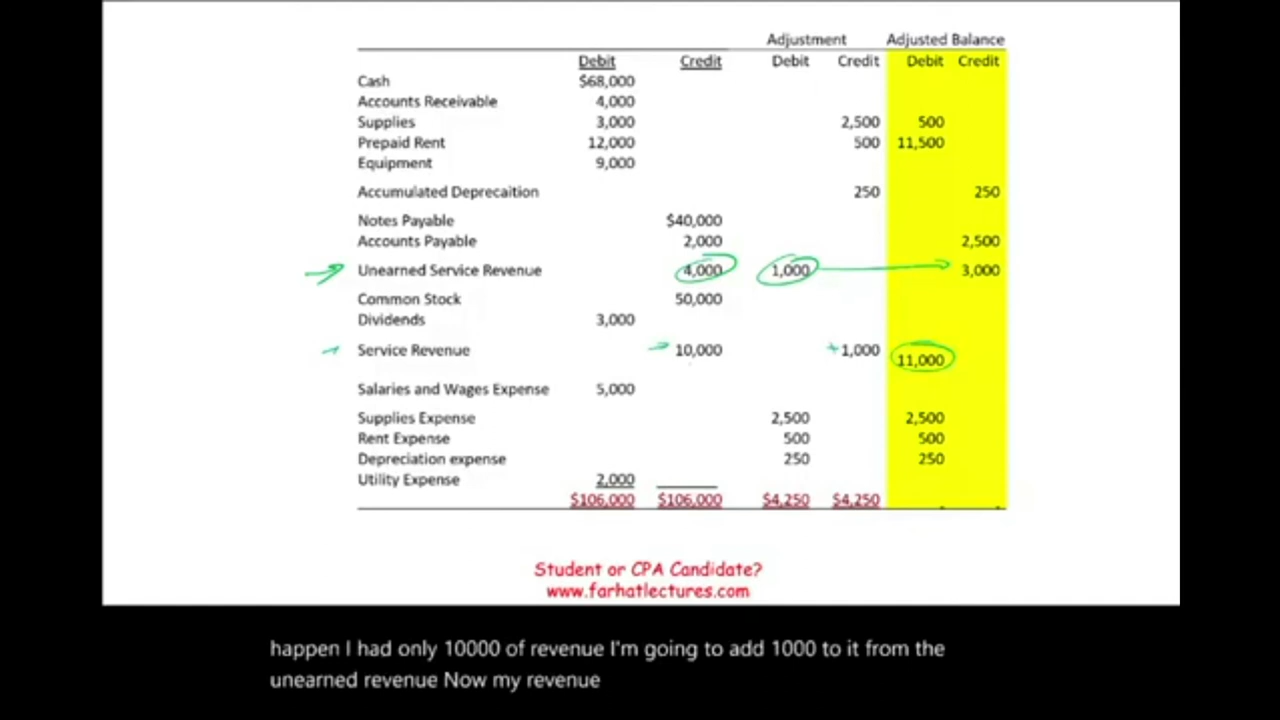 Adjustment Adjusted Balance
Debit Credit Debit Credit Debit Credit
Cash $68,000
Accounts Receivable 4,000
Supplies 3,000 2,500 500
Prepaid Rent 12,000 500 11,500
Equipment 9,000
Accumulated Deprecaition 250 250
Notes Payable $40,000
Accounts Payable 2,000 2,500
Unearned Service Revenue 4,000 1,000 3,000
Common Stock 50,000
Dividends 3,000
Service Revenue 10,000 +1,000 11,000
Salaries and Wages Expense 5,000
Supplies Expense 2,500 2,500
Rent Expense 500 500
Depreciation expense 250 250
Utility Expense 2,000
$106,000 $106,000 $4,250 $4,250 - -
Student or CPA Candidate?
www.farhatlectures.com
happen I had only 10000 of revenue I'm going to add 1000 to it from the
unearned revenue Now my revenue